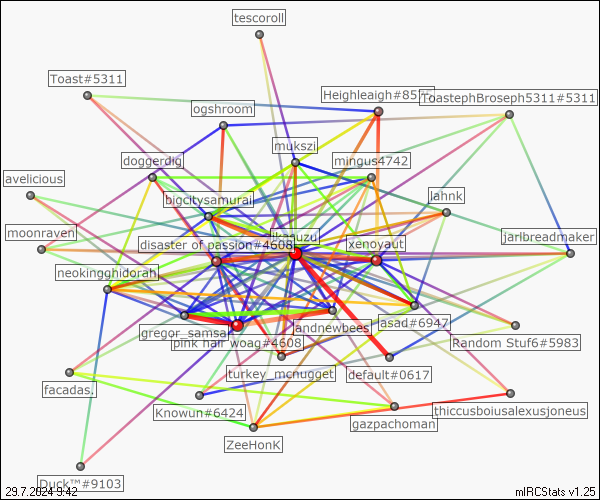 tescoroll
Toast#5311
Heighleaigh#85
ToastephBroseph5311#5311
ogshroom
mukszi
doggerdig
mingus4742
avelicious
bigcitysamurai
lahnk
moonraven
disaster of passion#4608
xenoyaut
jarlbreadmaker
neokingghidorah
gregor_samsa
landnewbees
asad#6947
pink hair woag#4608
Random Stuf6#5983
turkey_mcnugget
default#0617
facadas.
Knowun#6424
gazpachoman
thiccusboiusalexusjoneus
ZeeHonK
Duck™#9103
29.7.2024 9:42
mIRCStats v1.25